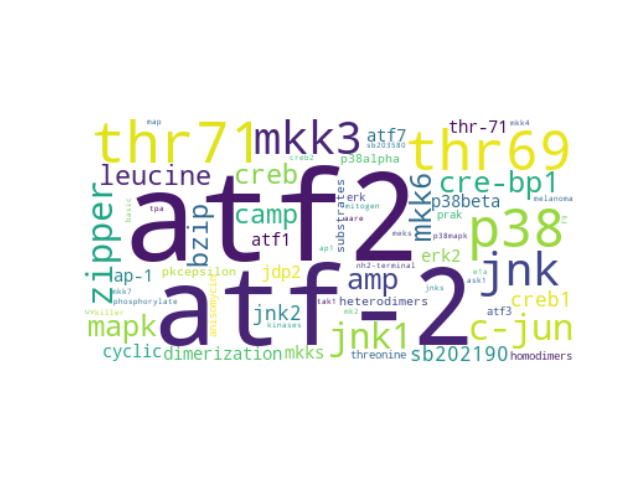 map
thr71
mkk3
atf7
thr-71
mkk4
sb203580
creb2
p38alpha
thr69
leucine
creb
cre-bp1
atf2
mkk6
erk
p38beta
melanoma
zipper
basic
tpa
bzip
camp
substrates
mitogen
prak
p38
atf1
mapk
meks
p38mapk
ap1
erk2
jnk
ap-1
pkcepsilon
jdp2
nh2-terminal
amp
e1a
ask1
jnks
mkk7
phosphorylate
anisomycin
atf-2
tak1
heterodimers
creb1
killer
jnk2
mk2
atf3
mapk
kinases
jnk1
c-jun
cyclic
dimerization
mkks
threonine
sb202190
homodimers